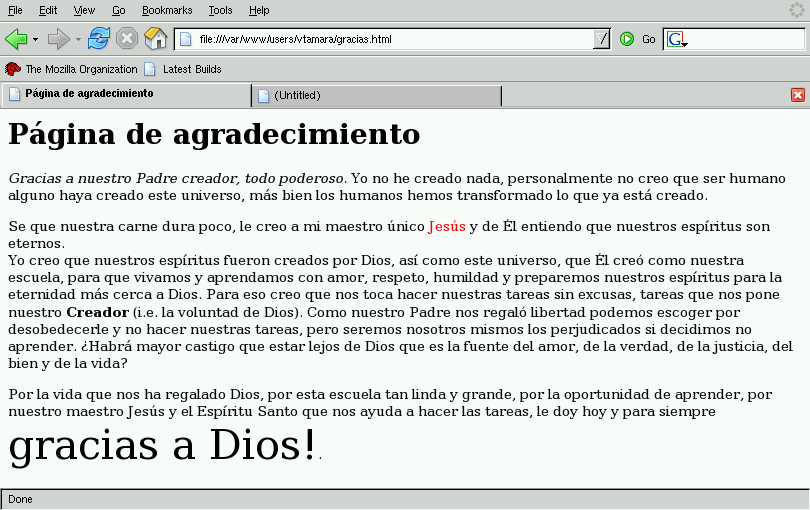 File Edit View Go Bookmarks Tools Help
file:///var/www/users/vtamara/gracias.html Go G
The Mozilla Organization Latest Builds
Página de agradecimiento (Untitled)
Página de agradecimiento
Gracias a nuestro Padre creador, todo poderoso. Yo no he creado nada, personalmente no creo que ser humano
alguno haya creado este universo, más bien los humanos hemos transformado lo que ya está creado.
Se que nuestra carne dura poco, le creo a mi maestro único Jesús y de Él entiendo que nuestros espíritus son
eternos.
Yo creo que nuestros espíritus fueron creados por Dios, así como este universo, que Él creó como nuestra
escuela, para que vivamos y aprendamos con amor, respeto, humildad y preparemos nuestros espíritus para la
eternidad más cerca a Dios. Para eso creo que nos toca hacer nuestras tareas sin excusas, tareas que nos pone
nuestro Creador (i.e. la voluntad de Dios). Como nuestro Padre nos regaló libertad podemos escoger por
desobedecerle y no hacer nuestras tareas, pero seremos nosotros mismos los perjudicados si decidimos no
aprender. ¿Habrá mayor castigo que estar lejos de Dios que es la fuente del amor, de la verdad, de la justicia, del
bien y de la vida?
Por la vida que nos ha regalado Dios, por esta escuela tan linda y grande, por la oportunidad de aprender, por
nuestro maestro Jesús y el Espíritu Santo que nos ayuda a hacer las tareas, le doy hoy y para siempre
gracias a Dios!.
Done